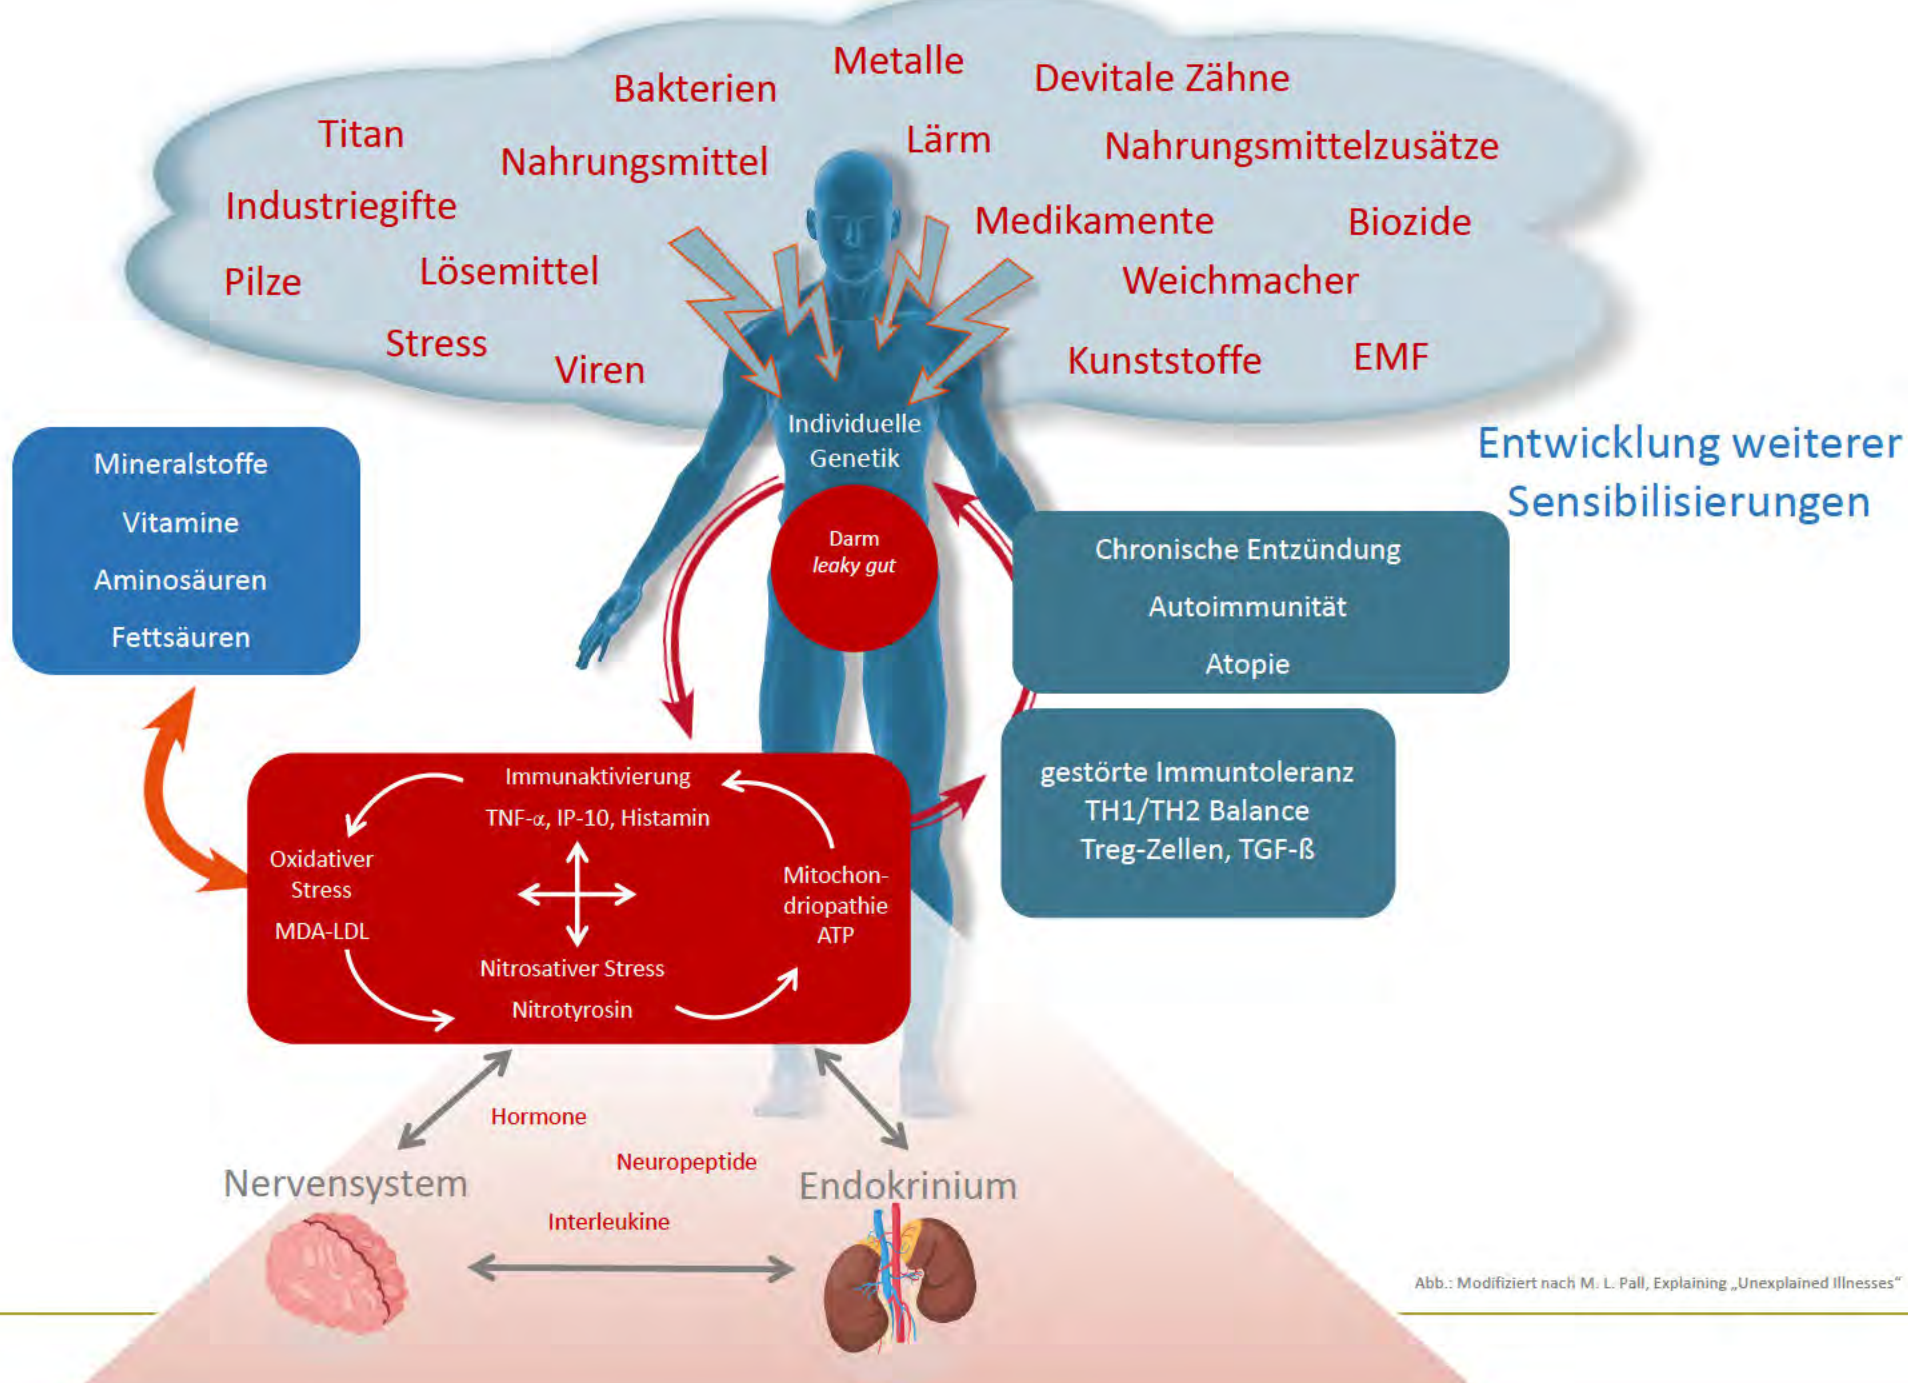 Metalle
Bakterien
Devitale Zähne
Titan
Lärm
Nahrungsmittel
Nahrungsmittelzusätze
Industriegifte
Medikamente
Biozide
Pilze
Lösemittel
Weichmacher
Stress
Viren
Kunststoffe
EMF
Individuelle
Genetik
Entwicklung weiterer
Sensibilisierungen
Mineralstoffe
Vitamine
Aminosäuren
Fettsäuren
Darm
leaky gut
Chronische Entzündung
Autoimmunität
Atopie
gestörte Immuntoleranz
TH1/TH2 Balance
Treg-Zellen, TGF-ß
Immunaktivierung
TNF-α, IP-10, Histamin
Oxidativer
Stress
MDA-LDL
Mitochon-
driopathie
ATP
Nitrosativer Stress
Nitrotyrosin
Hormone
Neuropeptide
Interleukine
Nervensystem
Endokrinium
Abb.: Modifiziert nach M. L. Pall, Explaining „Unexplained Illnesses“